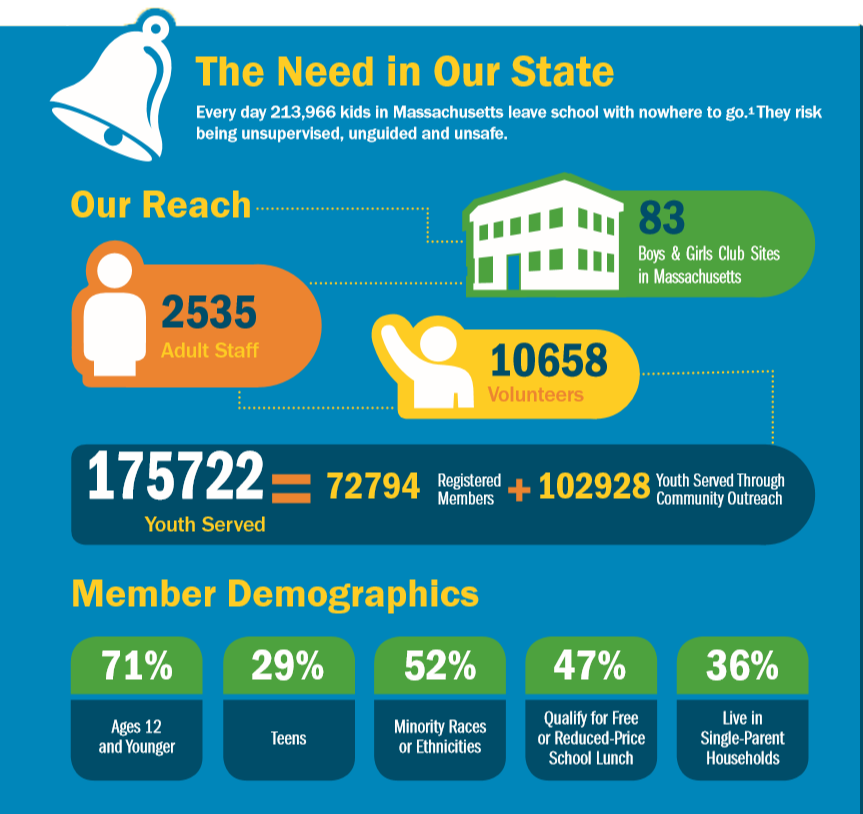 The Need in Our State
Every day 213,966 kids in Massachusetts leave school with nowhere to go.¹ They risk
being unsupervised, unguided and unsafe.
Our Reach
83
Boys & Girls Club Sites
in Massachusetts
2535
Adult Staff
10658
Volunteers
175722 = 72794 Registered Members + 102928 Youth Served Through Community Outreach
Youth Served
Member Demographics
71%
Ages 12
and Younger
29%
Teens
52%
Minority Races
or Ethnicities
47%
Qualify for Free
or Reduced-Price
School Lunch
36%
Live in
Single-Parent
Households